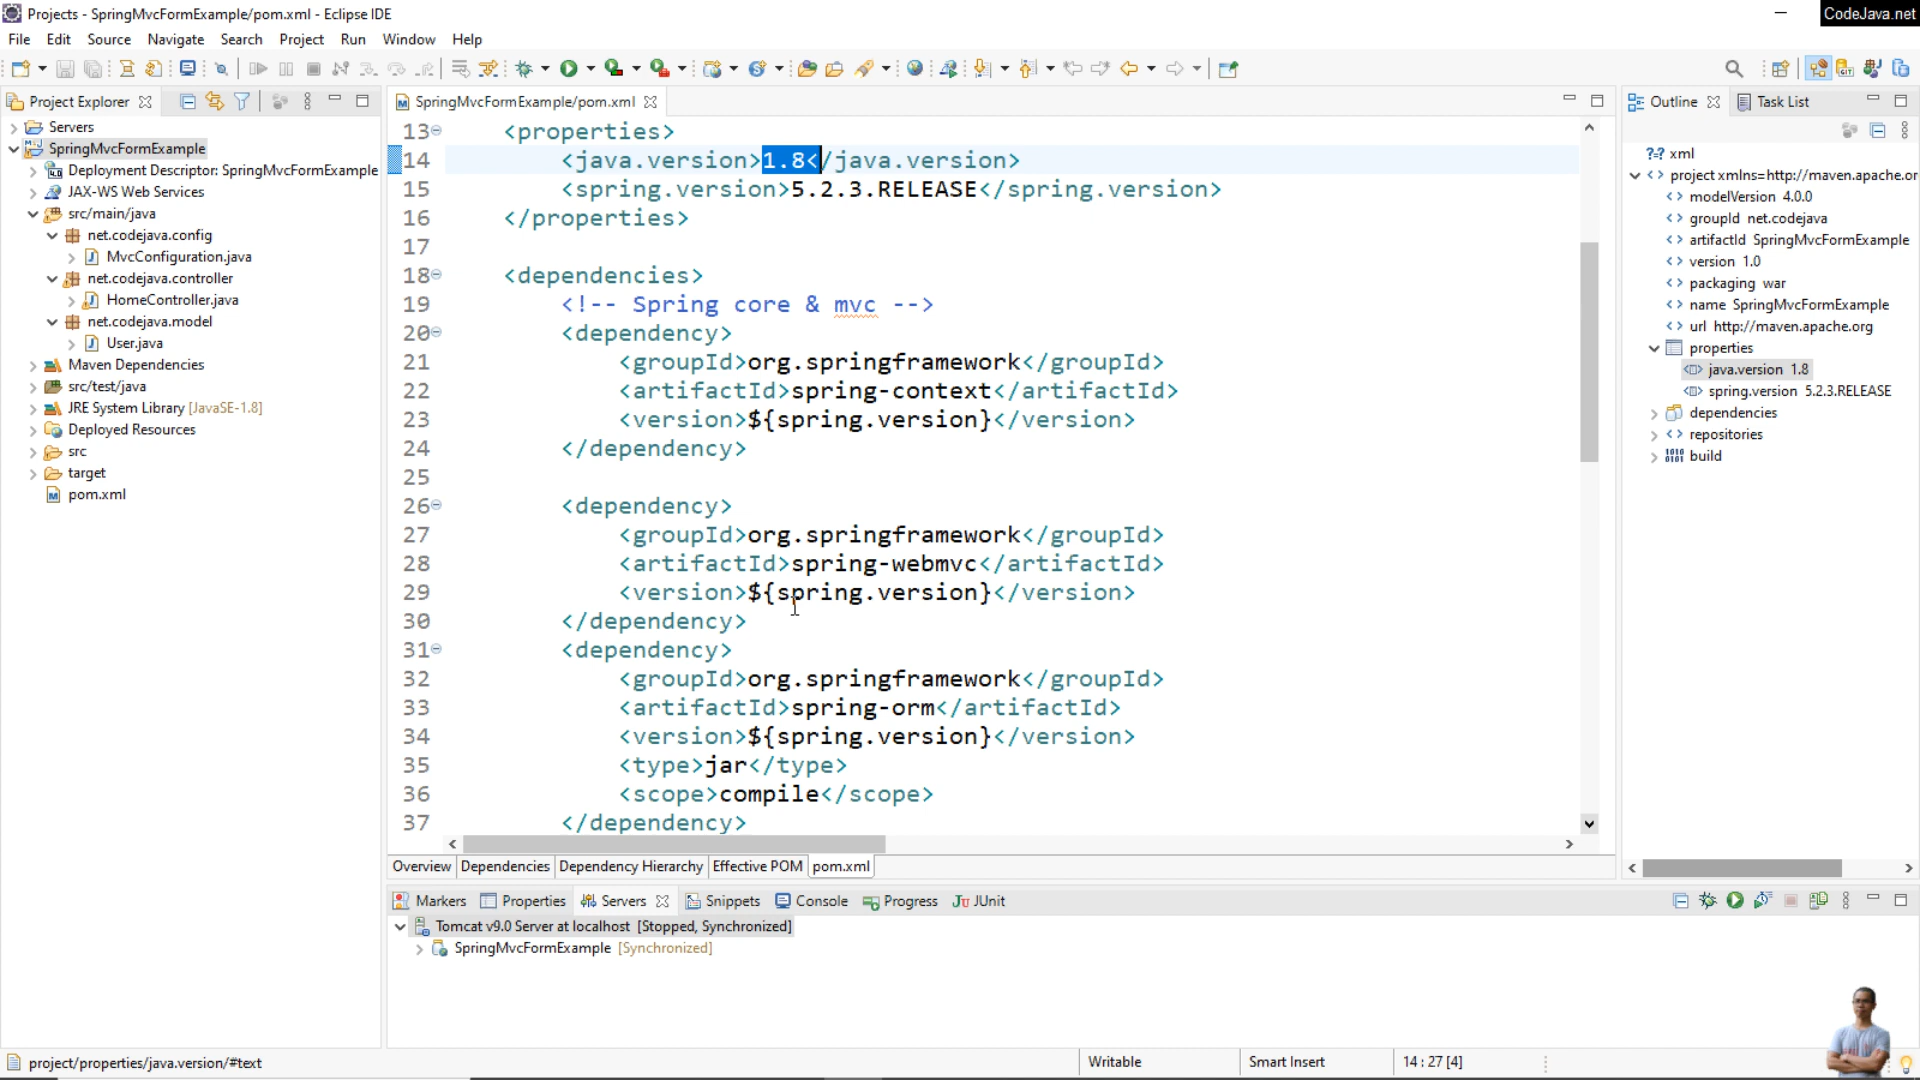 Projects - SpringMvcFormExample/pom.xml - Eclipse IDE
CodeJava.net
File Edit Source Navigate Search Project Run Window Help
Project Explorer
Servers
SpringMvcFormExample
Deployment Descriptor: SpringMvcFormExample
JAX-WS Web Services
src/main/java
net.codejava.config
MvcConfiguration.java
net.codejava.controller
HomeController.java
net.codejava.model
User.java
Maven Dependencies
src/test/java
JRE System Library [JavaSE-1.8]
Deployed Resources
src
target
pom.xml
SpringMvcFormExample/pom.xml
13 <properties>
14 <java.version>1.8</java.version>
15 <spring.version>5.2.3.RELEASE</spring.version>
16 </properties>
17
18 <dependencies>
19 <!-- Spring core & mvc -->
20 <dependency>
21 <groupId>org.springframework</groupId>
22 <artifactId>spring-context</artifactId>
23 <version>${spring.version}</version>
24 </dependency>
25
26 <dependency>
27 <groupId>org.springframework</groupId>
28 <artifactId>spring-webmvc</artifactId>
29 <version>${spring.version}</version>
30 </dependency>
31 <dependency>
32 <groupId>org.springframework</groupId>
33 <artifactId>spring-orm</artifactId>
34 <version>${spring.version}</version>
35 <type>jar</type>
36 <scope>compile</scope>
37 </dependency>
Overview Dependencies Dependency Hierarchy Effective POM pom.xml
Outline Task List
?=? xml
project xmlns=http://maven.apache.or
modelVersion 4.0.0
groupId net.codejava
artifactId SpringMvcFormExample
version 1.0
packaging war
name SpringMvcFormExample
url http://maven.apache.org
properties
java.version 1.8
spring.version 5.2.3.RELEASE
dependencies
repositories
build
Markers Properties Servers Snippets Console Progress JUnit
Tomcat v9.0 Server at localhost [Stopped, Synchronized]
SpringMvcFormExample [Synchronized]
project/properties/java.version/#text
Writable Smart Insert 14 : 27 [4]